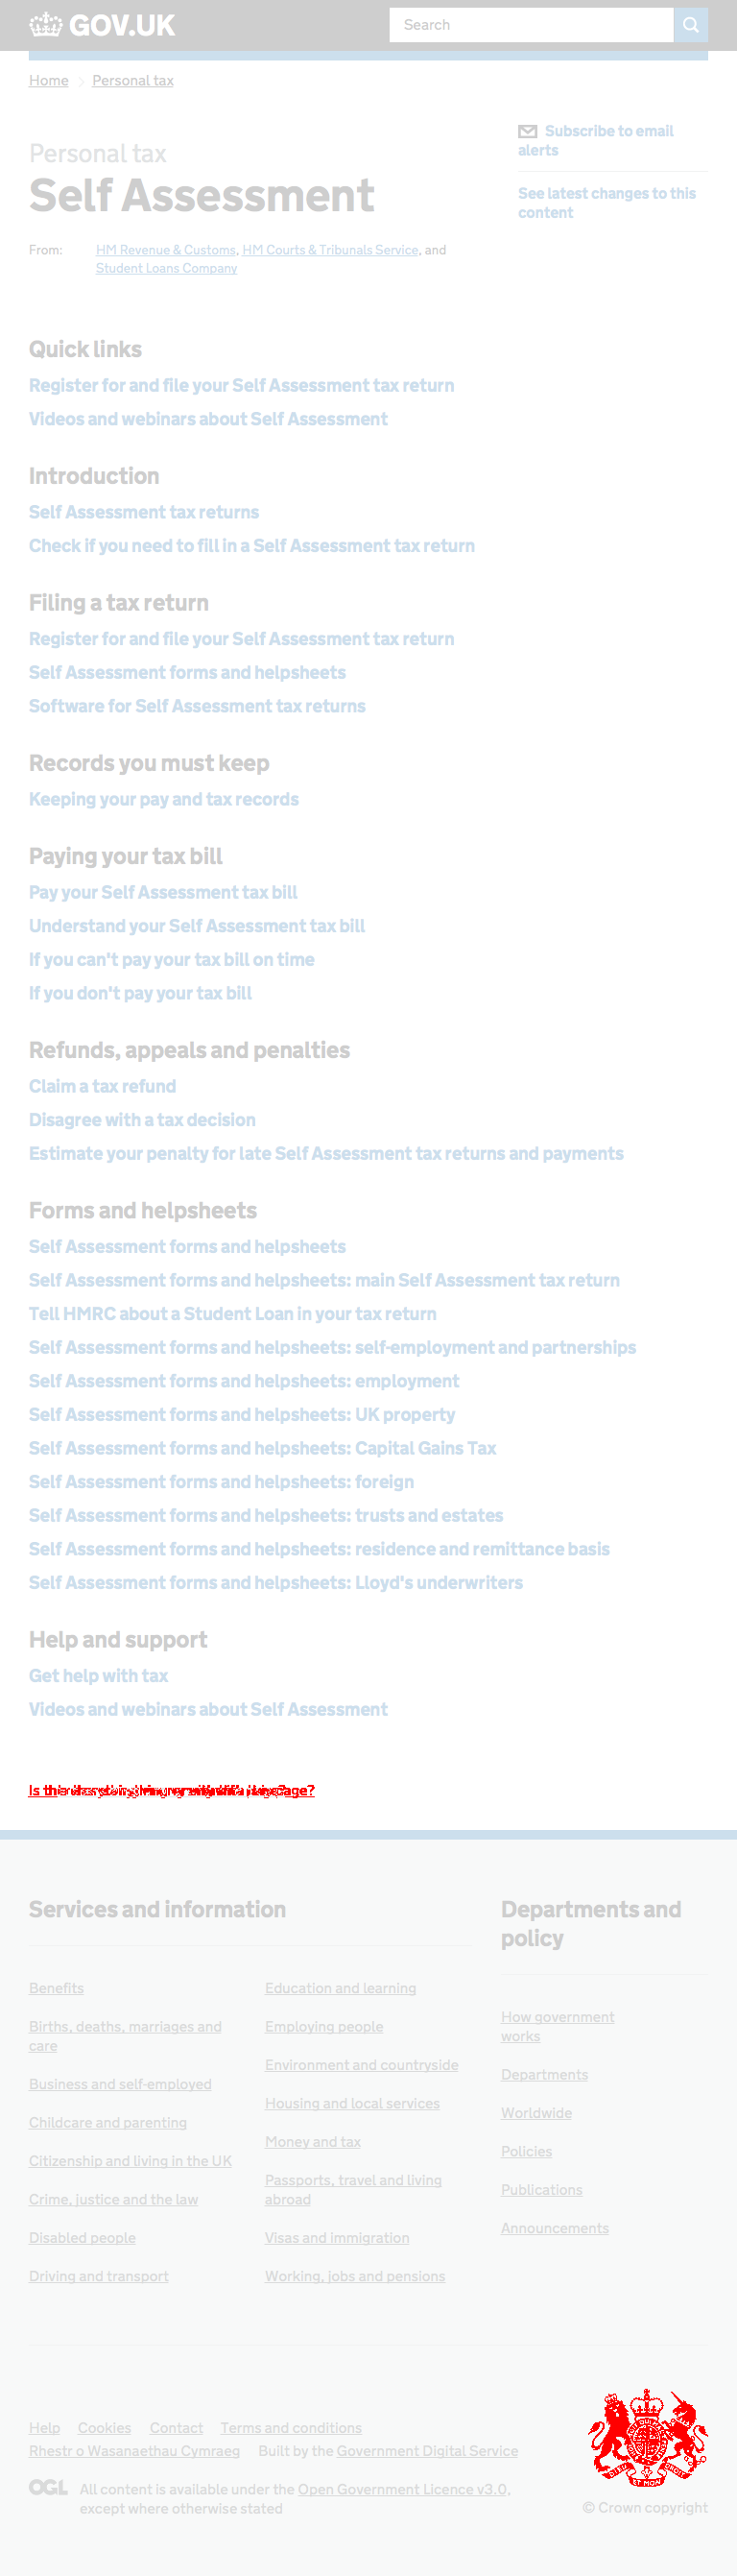 GOV.UK
Search
Home
Personal tax
Subscribe to email
alerts
See latest changes to this
content
Personal tax
Self Assessment
From: HM Revenue & Customs, HM Courts & Tribunals Service, and
Student Loans Company
Quick links
Register for and file your Self Assessment tax return
Videos and webinars about Self Assessment
Introduction
Self Assessment tax returns
Check if you need to fill in a Self Assessment tax return
Filing a tax return
Register for and file your Self Assessment tax return
Self Assessment forms and helpsheets
Software for Self Assessment tax returns
Records you must keep
Keeping your pay and tax records
Paying your tax bill
Pay your Self Assessment tax bill
Understand your Self Assessment tax bill
If you can't pay your tax bill on time
If you don't pay your tax bill
Refunds, appeals and penalties
Claim a tax refund
Disagree with a tax decision
Estimate your penalty for late Self Assessment tax returns and payments
Forms and helpsheets
Self Assessment forms and helpsheets
Self Assessment forms and helpsheets: main Self Assessment tax return
Tell HMRC about a Student Loan in your tax return
Self Assessment forms and helpsheets: self-employment and partnerships
Self Assessment forms and helpsheets: employment
Self Assessment forms and helpsheets: UK property
Self Assessment forms and helpsheets: Capital Gains Tax
Self Assessment forms and helpsheets: foreign
Self Assessment forms and helpsheets: trusts and estates
Self Assessment forms and helpsheets: residence and remittance basis
Self Assessment forms and helpsheets: Lloyd's underwriters
Help and support
Get help with tax
Videos and webinars about Self Assessment
Services and information
Benefits
Births, deaths, marriages and
care
Business and self-employed
Childcare and parenting
Citizenship and living in the UK
Crime, justice and the law
Disabled people
Driving and transport
Education and learning
Employing people
Environment and countryside
Housing and local services
Money and tax
Passports, travel and living
abroad
Visas and immigration
Working, jobs and pensions
Departments and
policy
How government
works
Departments
Worldwide
Policies
Publications
Announcements
Help Cookies Contact Terms and conditions
Rhestr o Wasanaethau Cymraeg Built by the Government Digital Service
OGL All content is available under the Open Government Licence v3.0,
except where otherwise stated
© Crown copyright